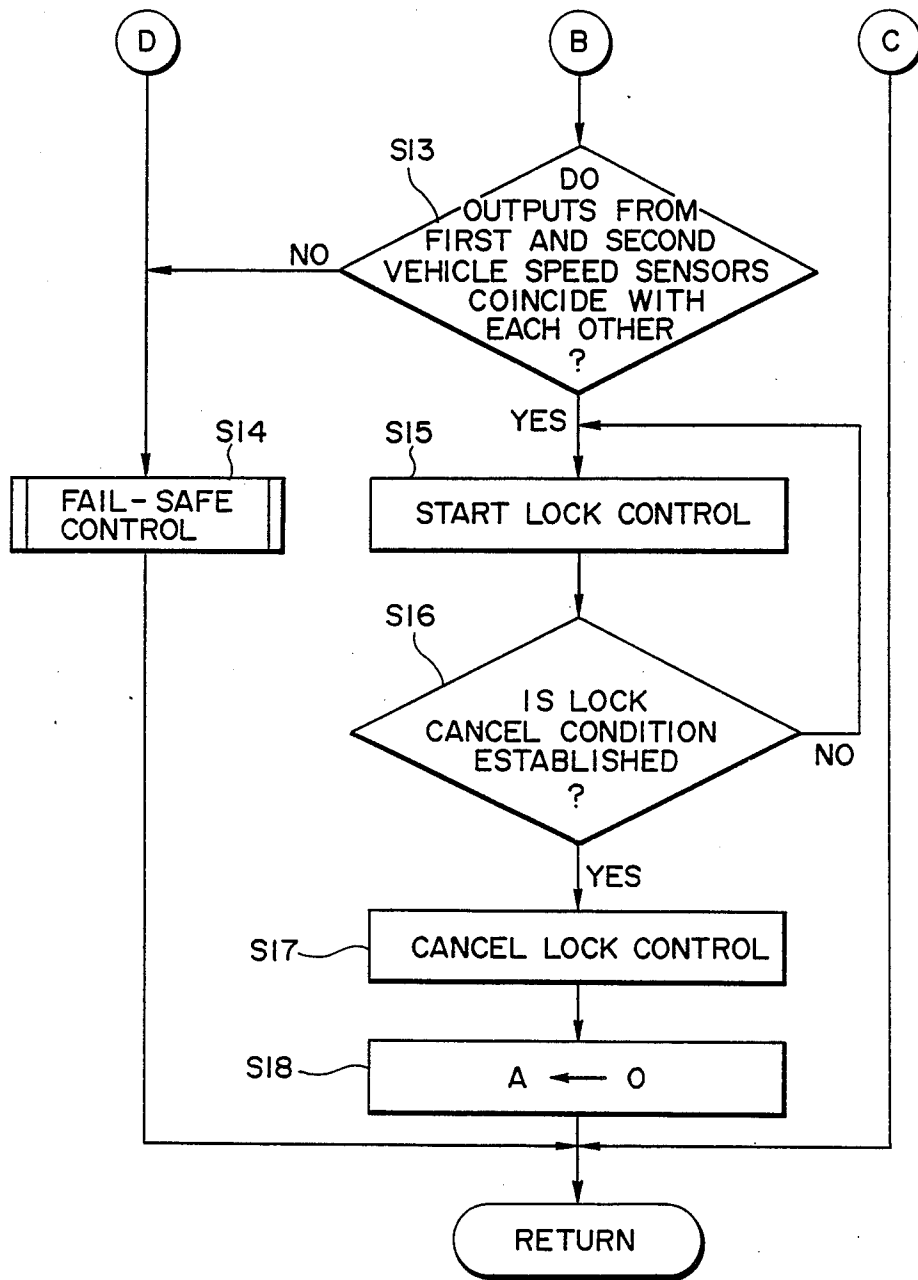 D
B
C
S13
DO
OUTPUTS FROM
FIRST AND SECOND
VEHICLE SPEED SENSORS
COINCIDE WITH
EACH OTHER
?
NO
YES
S14
FAIL-SAFE
CONTROL
S15
START LOCK CONTROL
S16
IS LOCK
CANCEL CONDITION
ESTABLISHED
?
NO
YES
S17
CANCEL LOCK CONTROL
S18
A ← 0
RETURN